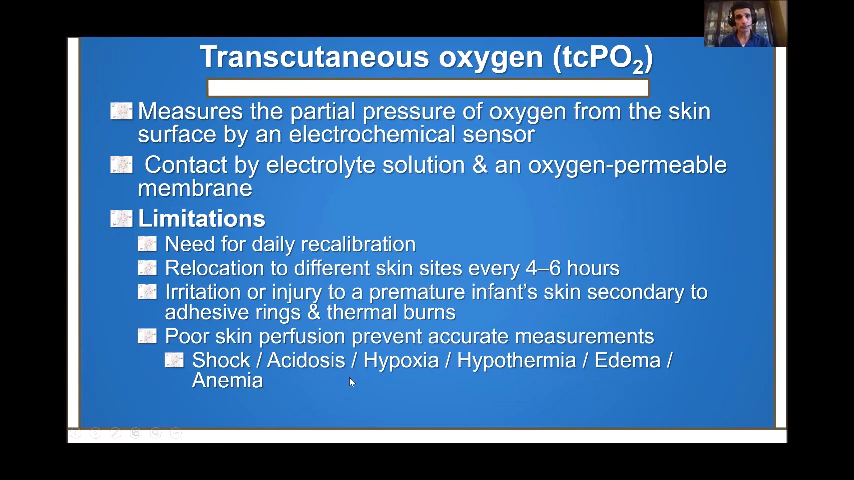 Transcutaneous oxygen (tcPO₂)
Measures the partial pressure of oxygen from the skin
surface by an electrochemical sensor
Contact by electrolyte solution & an oxygen-permeable
membrane
Limitations
Need for daily recalibration
Relocation to different skin sites every 4–6 hours
Irritation or injury to a premature infant's skin secondary to
adhesive rings & thermal burns
Poor skin perfusion prevent accurate measurements
Shock / Acidosis / Hypoxia / Hypothermia / Edema /
Anemia